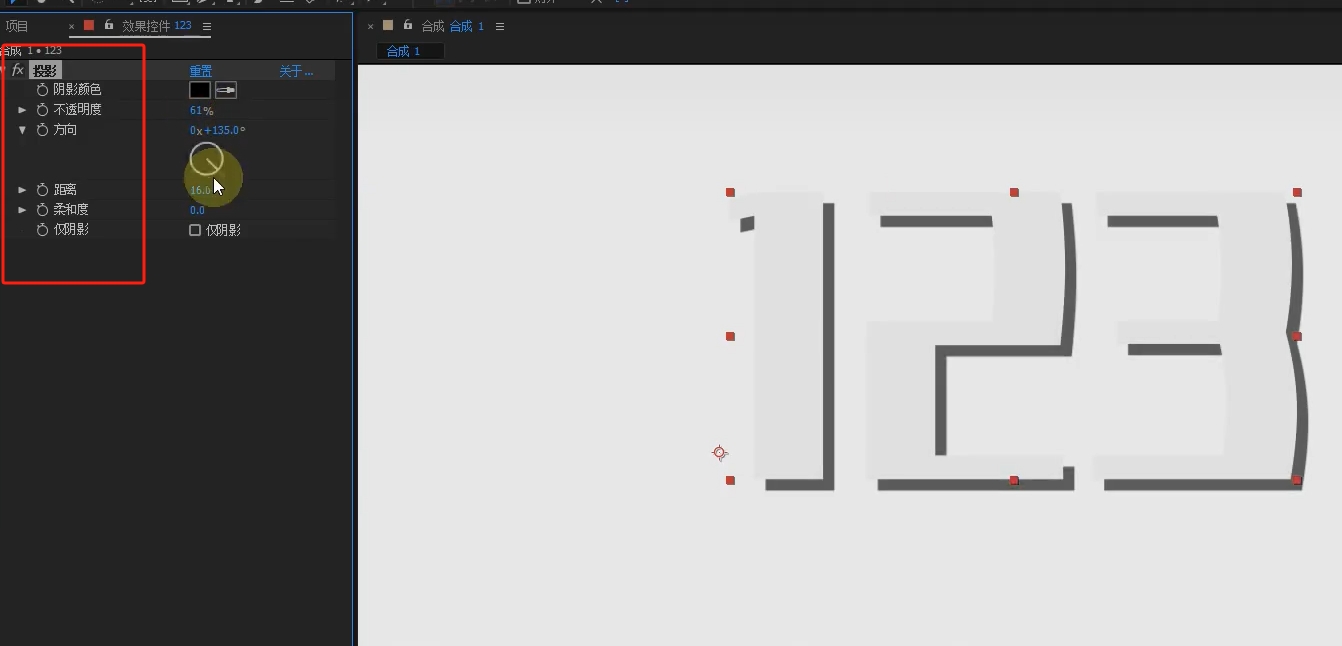 项目
× 效果控件 123 ≡
× 合成 合成 1 ≡
合成 1 • 123
合成 1
fx 投影 重置 关于...
阴影颜色
不透明度 61%
方向 0x+135.0°
距离 16.0
柔和度 0.0
仅阴影 仅阴影
123